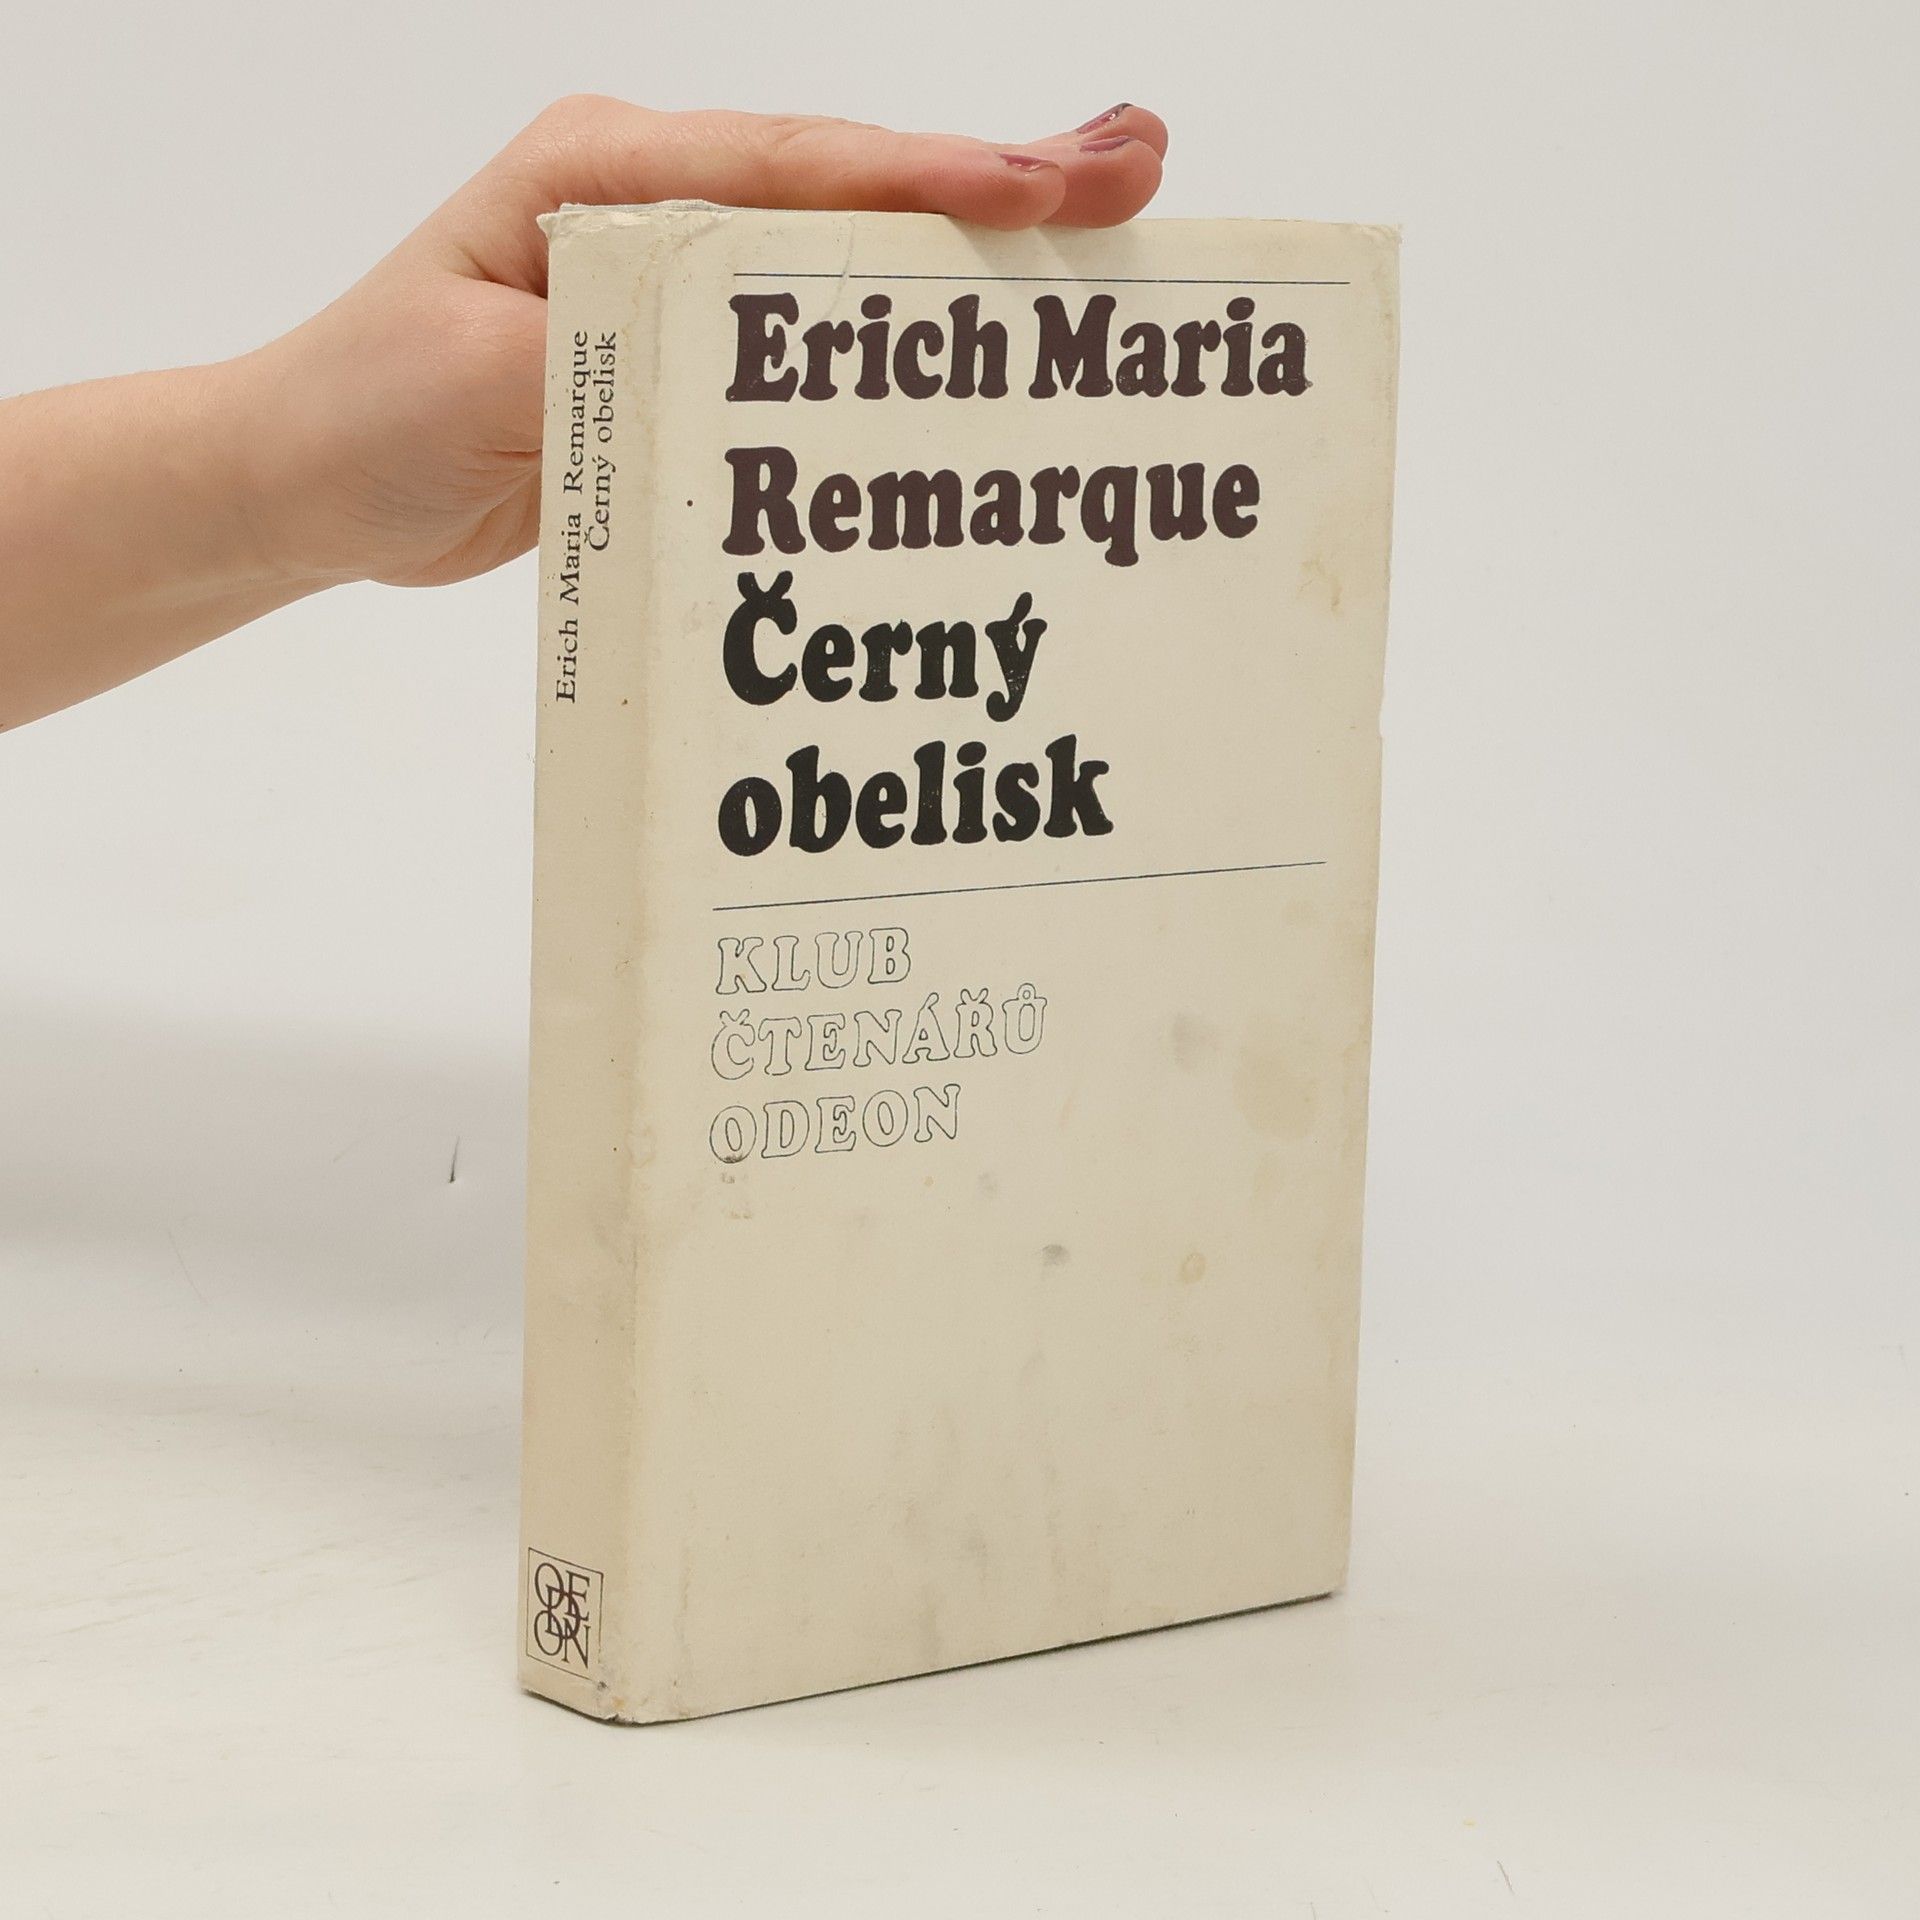 Erich Maria Remarque
Černý obelisk
Erich Maria
Remarque
Černý
obelisk
KLUB
ČTENÁŘŮ
ODEON
ODEON